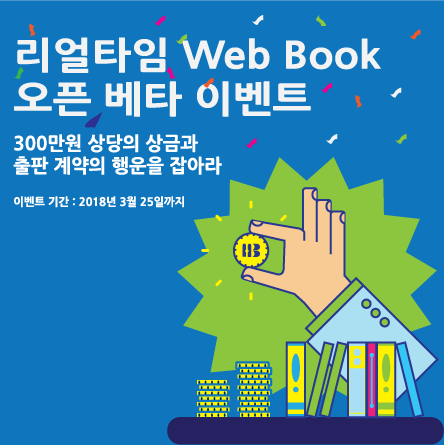 리얼타임 Web Book
오픈 베타 이벤트
300만원 상당의 상금과
출판 계약의 행운을 잡아라
이벤트 기간 : 2018년 3월 25일까지
B